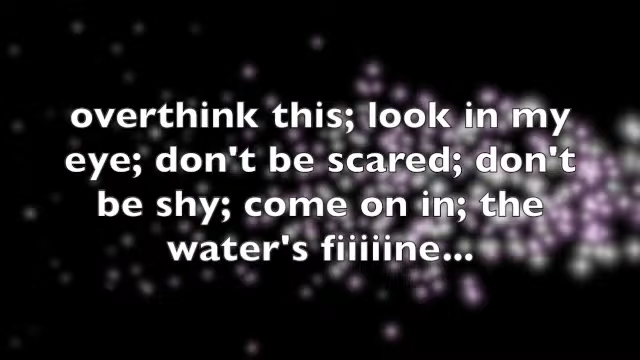 overthink this; look in my
eye; don't be scared; don't
be shy; come on in; the
water's fiiiiine...